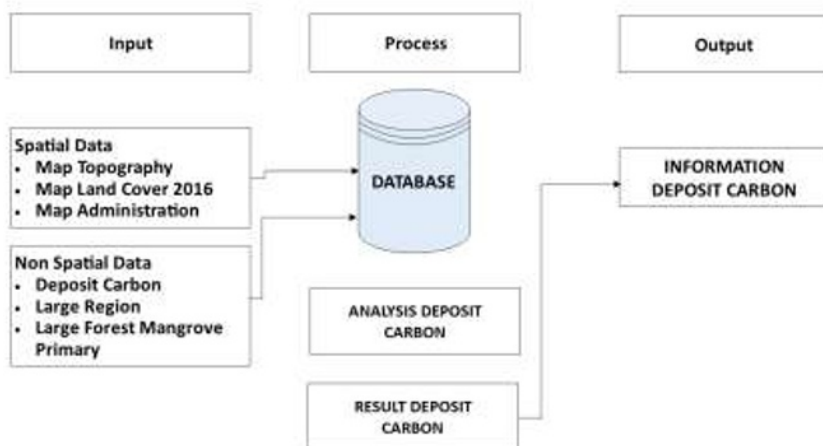 Input
Process
Output
Spatial Data
• Map Topography
• Map Land Cover 2016
• Map Administration
DATABASE
INFORMATION
DEPOSIT CARBON
Non Spatial Data
• Deposit Carbon
• Large Region
• Large Forest Mangrove
Primary
ANALYSIS DEPOSIT
CARBON
RESULT DEPOSIT
CARBON